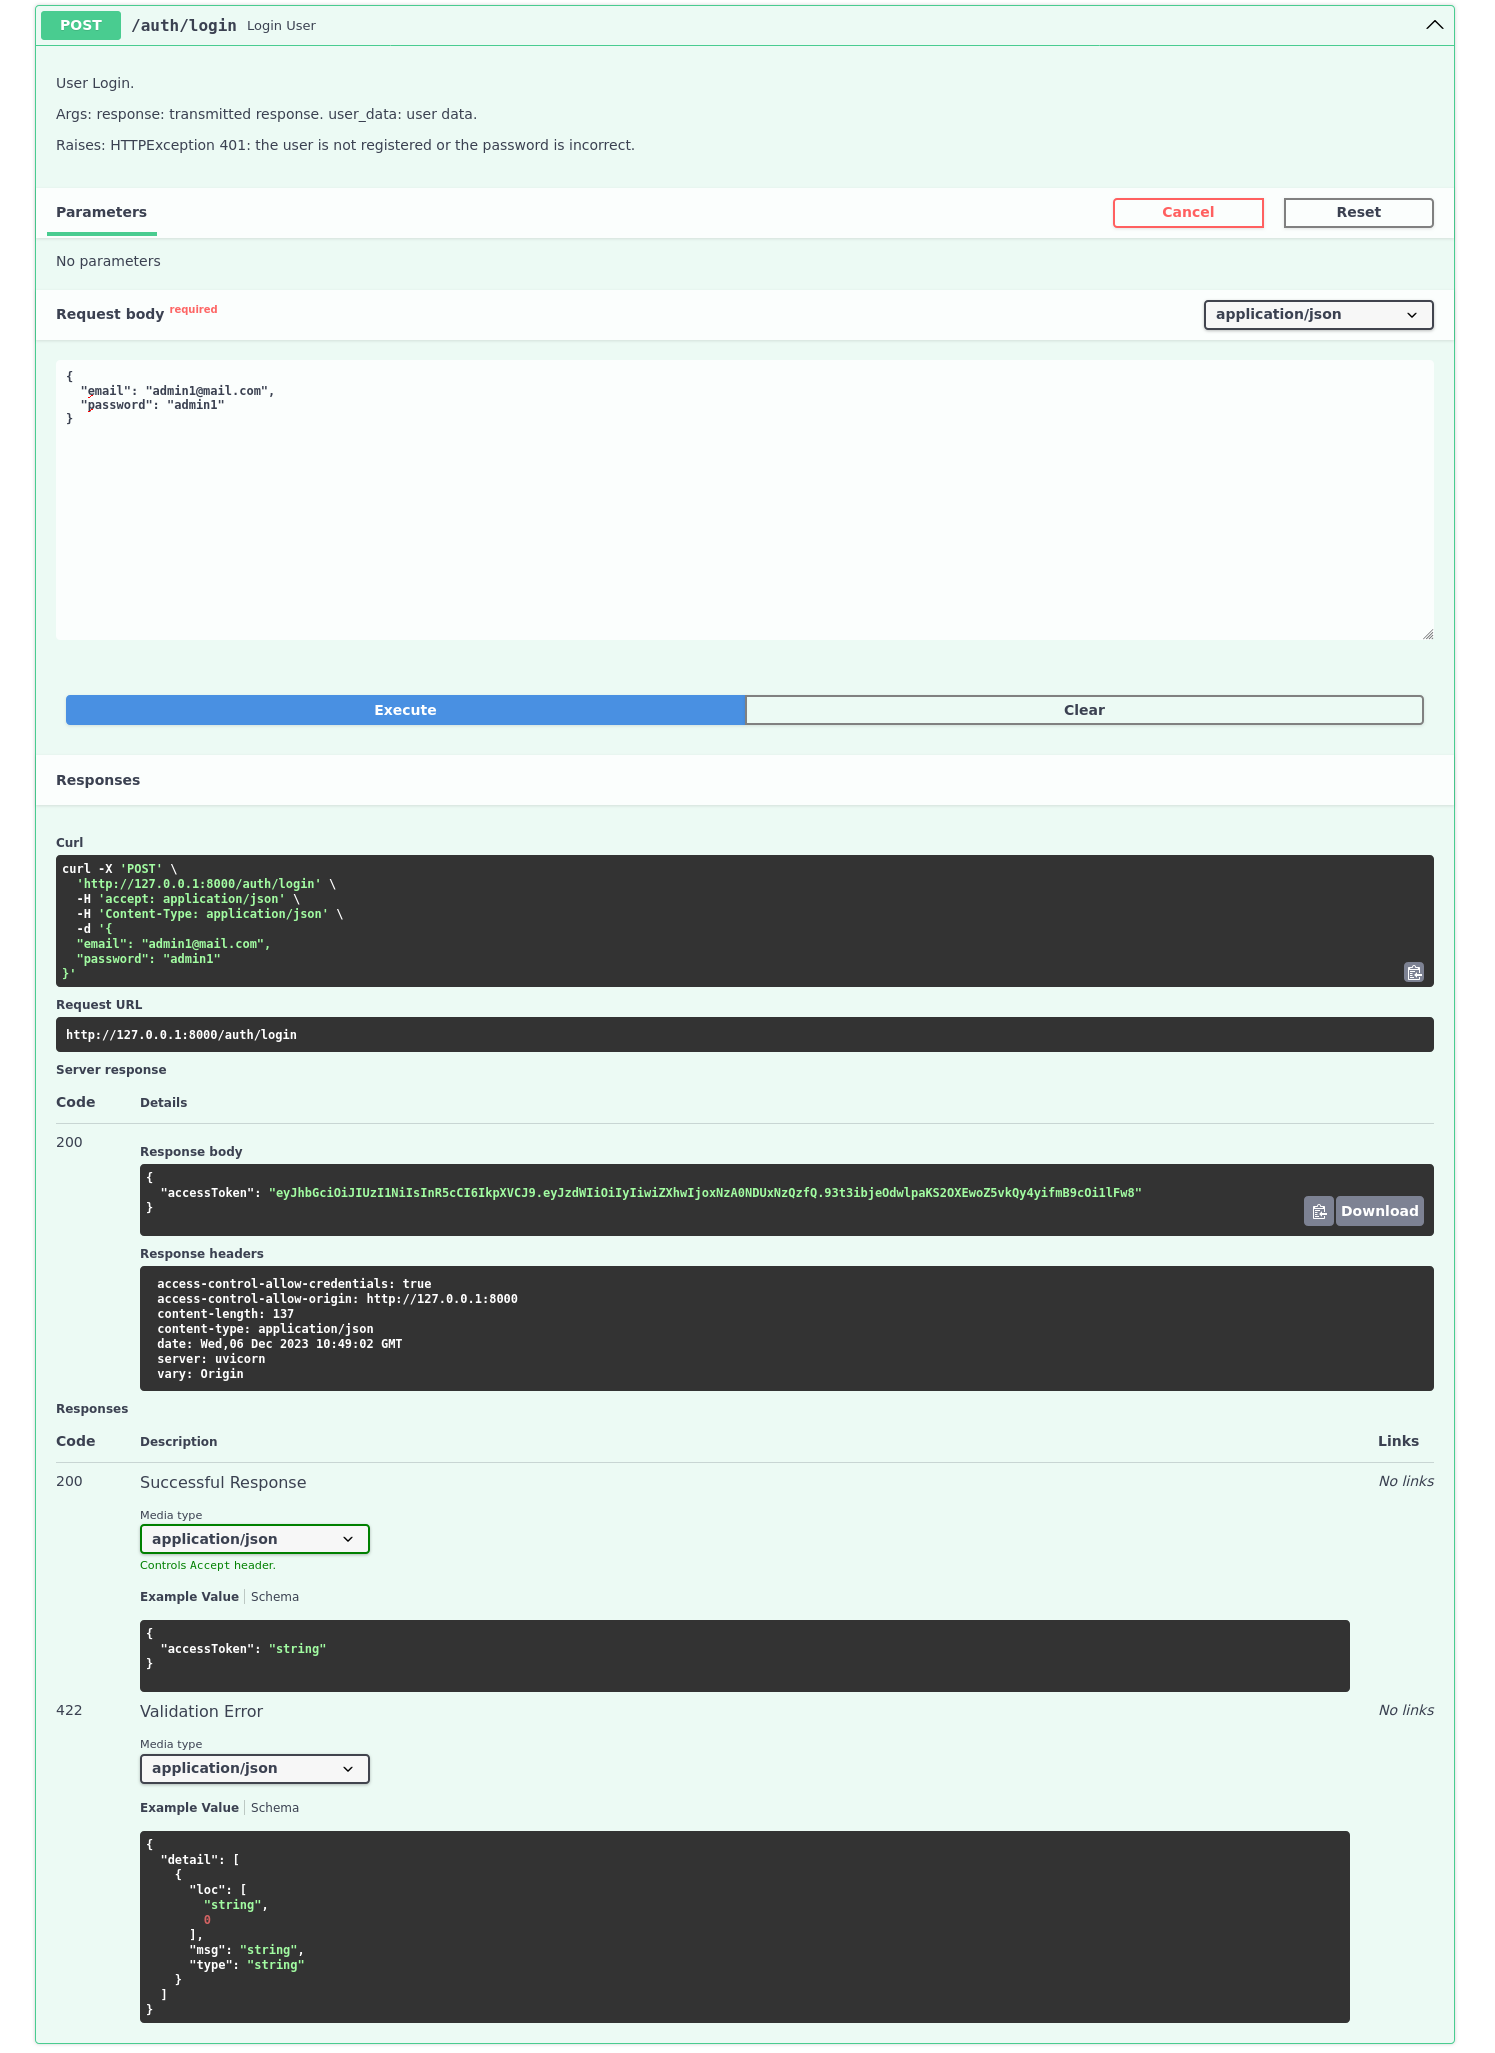 POST /auth/login Login User
User Login.
Args: response: transmitted response. user_data: user data.
Raises: HTTPException 401: the user is not registered or the password is incorrect.
Parameters
Cancel
Reset
No parameters
Request body required
application/json
{
  "email": "admin1@mail.com",
  "password": "admin1"
}
Execute
Clear
Responses
Curl
curl -X 'POST' \
  'http://127.0.0.1:8000/auth/login' \
  -H 'accept: application/json' \
  -H 'Content-Type: application/json' \
  -d '{
  "email": "admin1@mail.com",
  "password": "admin1"
}'
Request URL
http://127.0.0.1:8000/auth/login
Server response
Code Details
200
Response body
{
  "accessToken": "eyJhbGciOiJIUzI1NiIsInR5cCI6IkpXVCJ9.eyJzdWIiOiIyIiwiZXhwIjoxNzA0NDUxNzQzfQ.93t3ibjeOdwlpaKS2OXEwoZ5vkQy4yifmB9cOi1lFw8"
}
Download
Response headers
access-control-allow-credentials: true
access-control-allow-origin: http://127.0.0.1:8000
content-length: 137
content-type: application/json
date: Wed,06 Dec 2023 10:49:02 GMT
server: uvicorn
vary: Origin
Responses
Code Description Links
200 Successful Response No links
Media type
application/json
Controls Accept header.
Example Value Schema
{
  "accessToken": "string"
}
422 Validation Error No links
Media type
application/json
Example Value Schema
{
  "detail": [
    {
      "loc": [
        "string",
        0
      ],
      "msg": "string",
      "type": "string"
    }
  ]
}